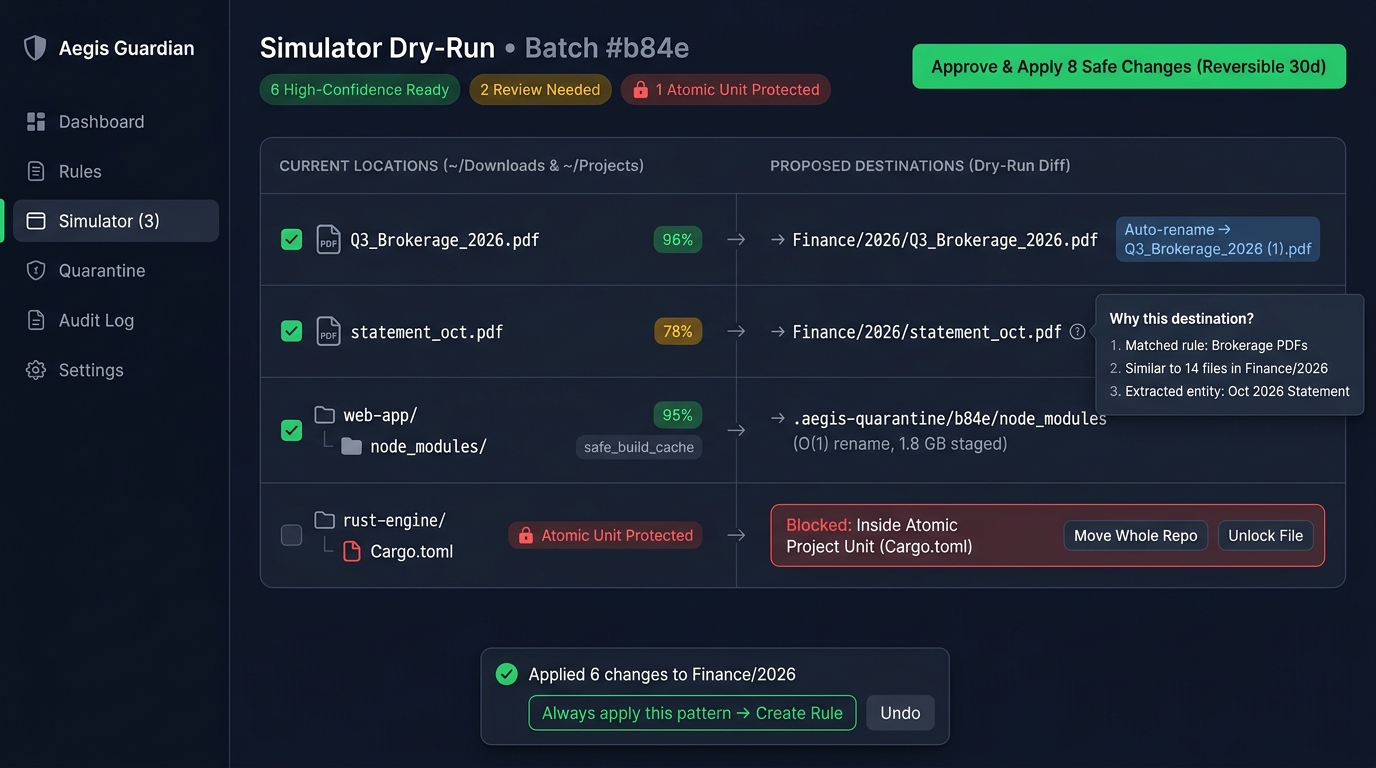 Aegis Guardian
Dashboard
Rules
Simulator (3)
Quarantine
Audit Log
Settings
Simulator Dry-Run • Batch #b84e
6 High-Confidence Ready
2 Review Needed
1 Atomic Unit Protected
Approve & Apply 8 Safe Changes (Reversible 30d)
CURRENT LOCATIONS (~/Downloads & ~/Projects)
PROPOSED DESTINATIONS (Dry-Run Diff)
PDF
Q3_Brokerage_2026.pdf
96%
→
→ Finance/2026/Q3_Brokerage_2026.pdf
Auto-rename →
Q3_Brokerage_2026 (1).pdf
PDF
statement_oct.pdf
78%
→
→ Finance/2026/statement_oct.pdf ?
Why this destination?
1. Matched rule: Brokerage PDFs
2. Similar to 14 files in Finance/2026
3. Extracted entity: Oct 2026 Statement
web-app/
95%
node_modules/
safe_build_cache
→
→ .aegis-quarantine/b84e/node_modules
(O(1) rename, 1.8 GB staged)
rust-engine/
Cargo.toml
Atomic Unit Protected
→
Blocked: Inside Atomic
Project Unit (Cargo.toml)
Move Whole Repo
Unlock File
Applied 6 changes to Finance/2026
Always apply this pattern → Create Rule
Undo